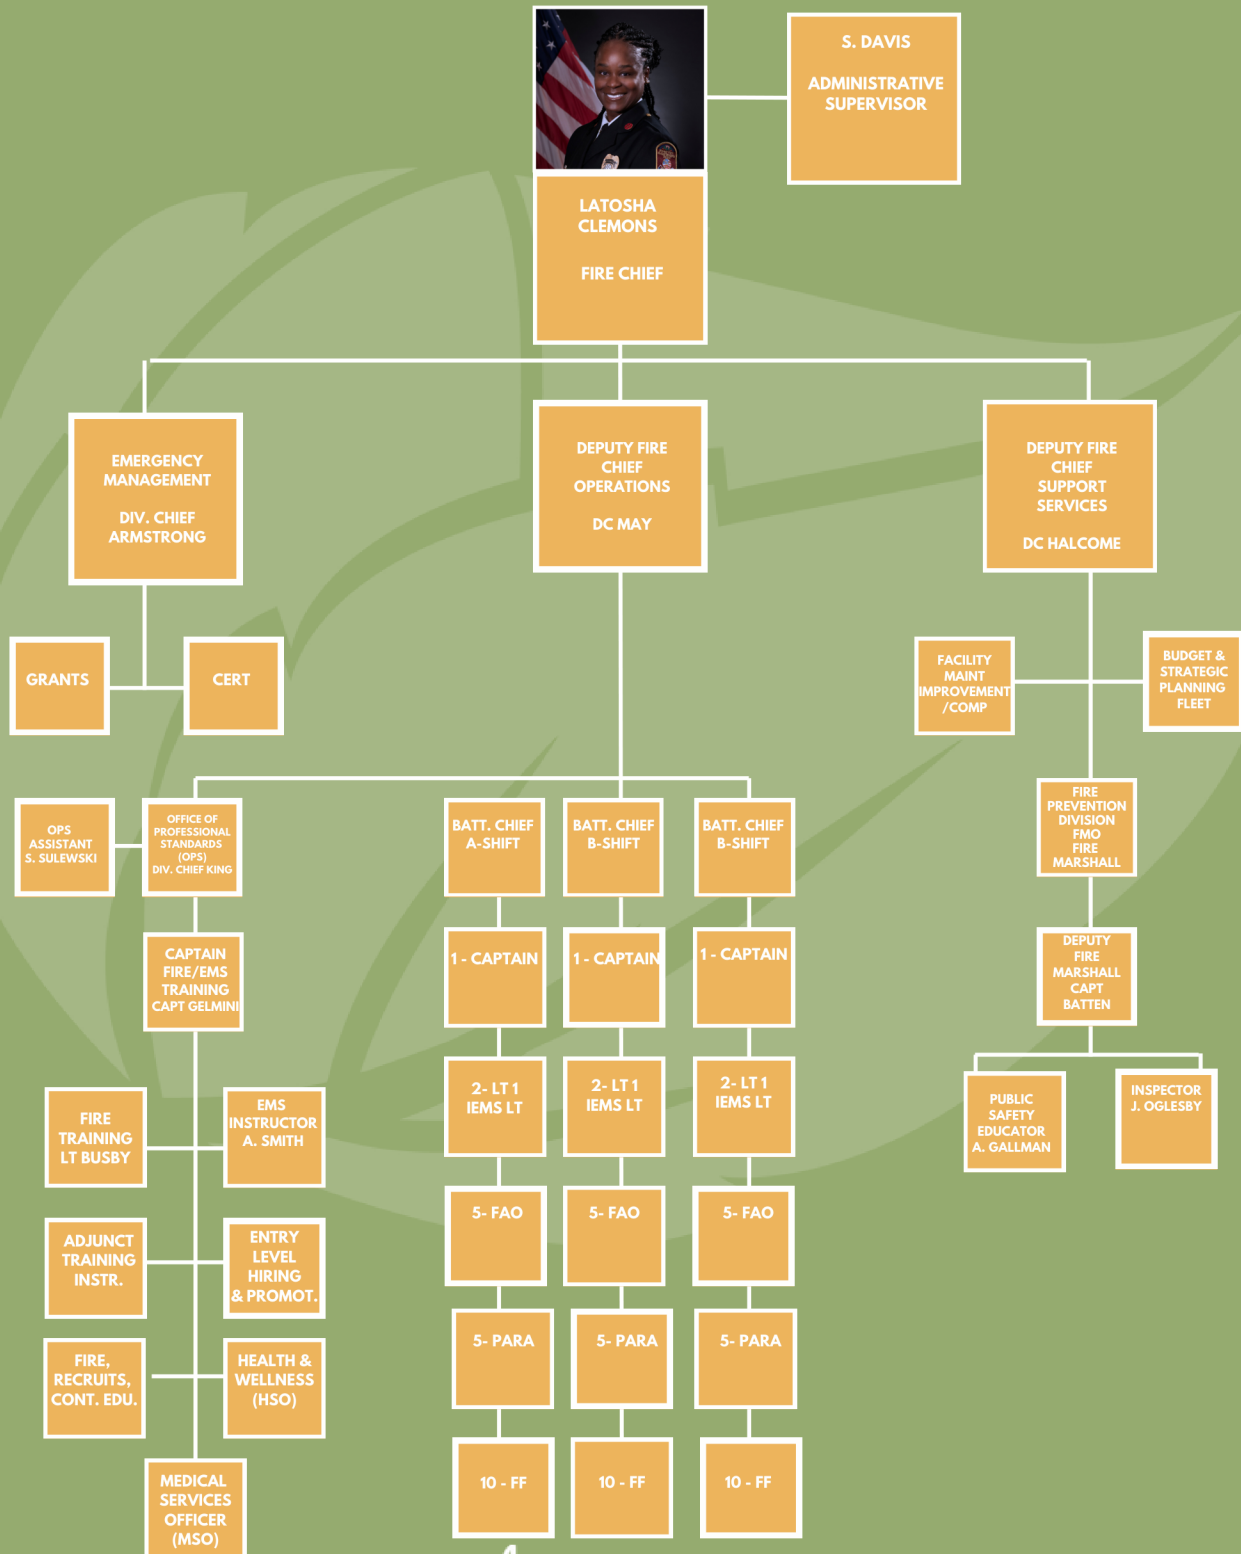 S. DAVIS
ADMINISTRATIVE
SUPERVISOR
LATOSHA
CLEMONS
FIRE CHIEF
EMERGENCY
MANAGEMENT
DIV. CHIEF
ARMSTRONG
DEPUTY FIRE
CHIEF
OPERATIONS
DC MAY
DEPUTY FIRE
CHIEF
SUPPORT
SERVICES
DC HALCOME
GRANTS
CERT
FACILITY
MAINT
IMPROVEMENT
/COMP
BUDGET &
STRATEGIC
PLANNING
FLEET
OPS
ASSISTANT
S. SULEWSKI
OFFICE OF
PROFESSIONAL
STANDARDS
(OPS)
DIV. CHIEF KING
BATT. CHIEF
A-SHIFT
BATT. CHIEF
B-SHIFT
BATT. CHIEF
B-SHIFT
FIRE
PREVENTION
DIVISION
FMO
FIRE
MARSHALL
CAPTAIN
FIRE/EMS
TRAINING
CAPT GELMINI
1 - CAPTAIN
1 - CAPTAIN
1 - CAPTAIN
DEPUTY
FIRE
MARSHALL
CAPT
BATTEN
FIRE
TRAINING
LT BUSBY
EMS
INSTRUCTOR
A. SMITH
2- LT 1
IEMS LT
2- LT 1
IEMS LT
2- LT 1
IEMS LT
PUBLIC
SAFETY
EDUCATOR
A. GALLMAN
INSPECTOR
J. OGLESBY
ADJUNCT
TRAINING
INSTR.
ENTRY
LEVEL
HIRING
& PROMOT.
5- FAO
5- FAO
5- FAO
FIRE,
RECRUITS,
CONT. EDU.
HEALTH &
WELLNESS
(HSO)
5- PARA
5- PARA
5- PARA
MEDICAL
SERVICES
OFFICER
(MSO)
10 - FF
10 - FF
10 - FF